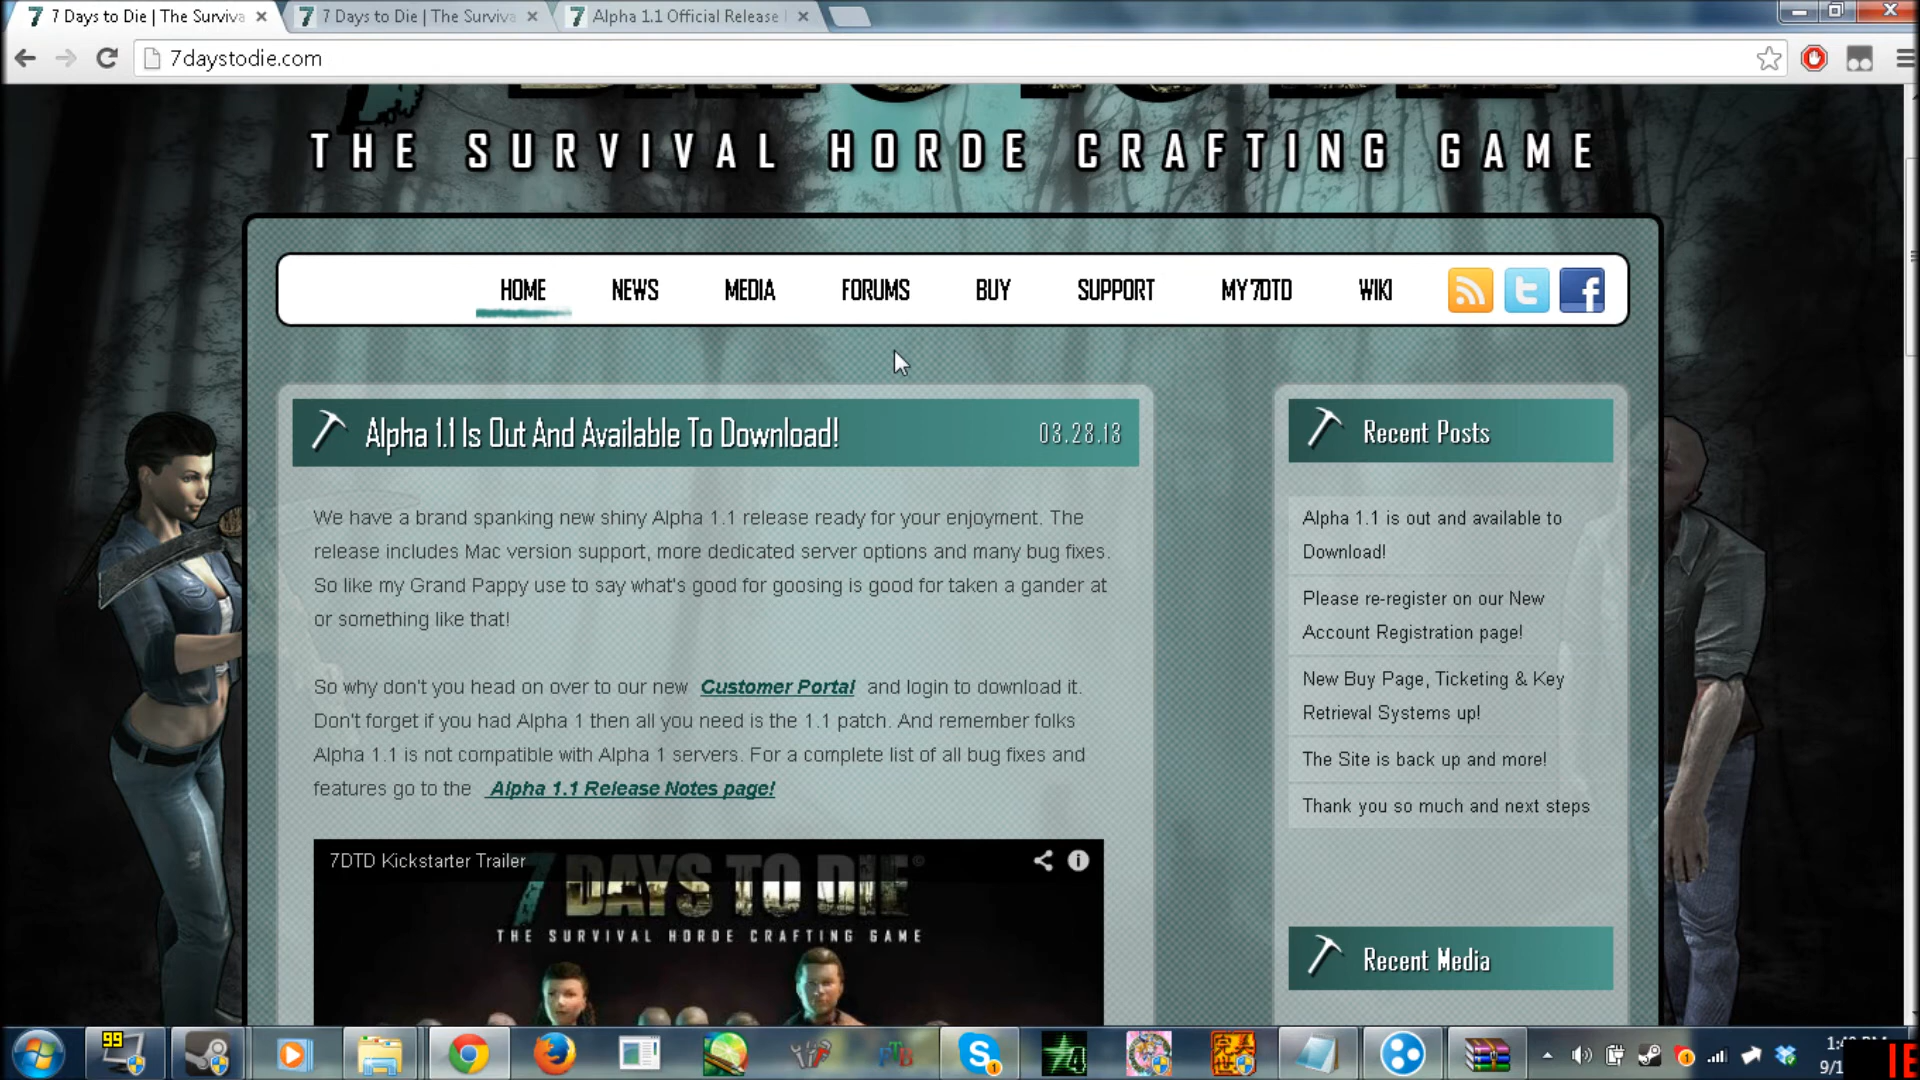 7 Days to Die | The Surviva
7 Days to Die | The Surviva
Alpha 1.1 Official Release
7daystodie.com
THE SURVIVAL HORDE CRAFTING GAME
HOME NEWS MEDIA FORUMS BUY SUPPORT MY7DTD WIKI
Alpha 1.1 Is Out And Available To Download! 03.28.13
We have a brand spanking new shiny Alpha 1.1 release ready for your enjoyment. The
release includes Mac version support, more dedicated server options and many bug fixes.
So like my Grand Pappy use to say what's good for goosing is good for taken a gander at
or something like that!
So why don't you head on over to our new Customer Portal and login to download it.
Don't forget if you had Alpha 1 then all you need is the 1.1 patch. And remember folks
Alpha 1.1 is not compatible with Alpha 1 servers. For a complete list of all bug fixes and
features go to the Alpha 1.1 Release Notes page!
7DTD Kickstarter Trailer
7 DAYS TO DIE
THE SURVIVAL HORDE CRAFTING GAME
Recent Posts
Alpha 1.1 is out and available to
Download!
Please re-register on our New
Account Registration page!
New Buy Page, Ticketing & Key
Retrieval Systems up!
The Site is back up and more!
Thank you so much and next steps
Recent Media
99
FTB